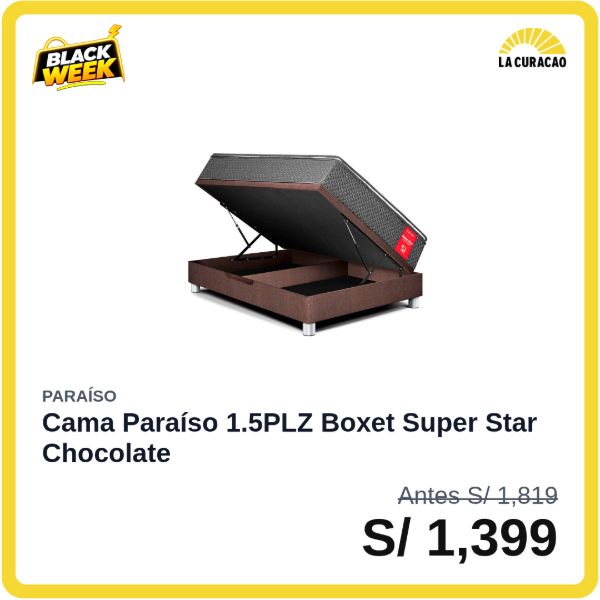 BLACK
WEEK
LA CURACAO
PARAÍSO
Cama Paraíso 1.5PLZ Boxet Super Star
Chocolate
Antes S/ 1,819
S/ 1,399